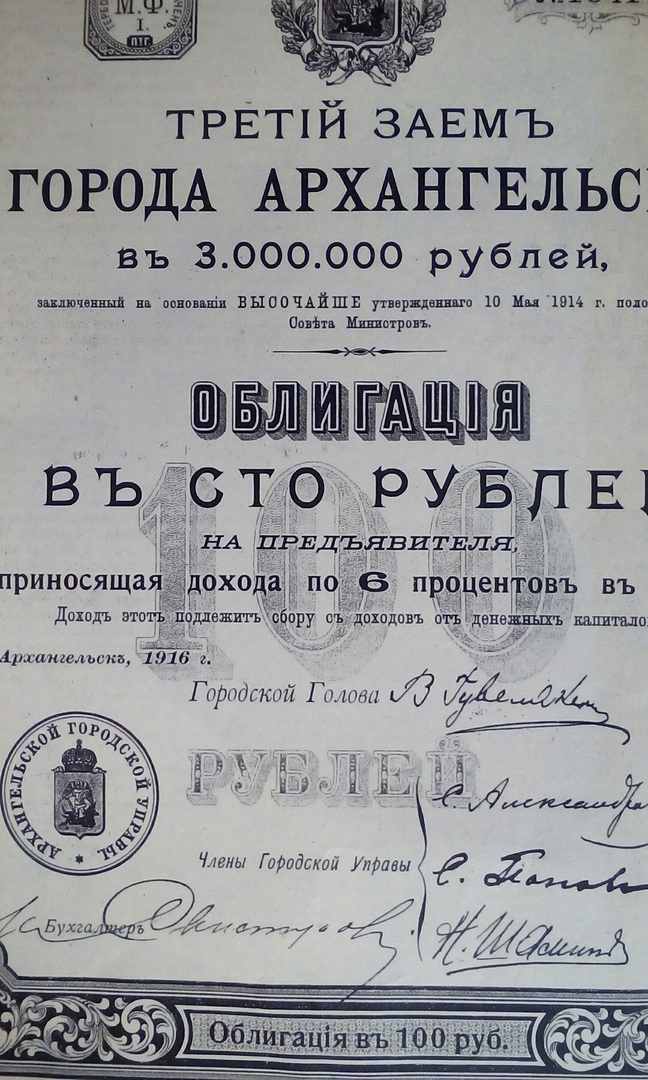 М.Ф.
I.
ТРЕТІЙ ЗАЕМЪ
ГОРОДА АРХАНГЕЛЬС
въ 3.000.000 рублей,
заключенный на основаніи ВЫСОЧАЙШЕ утвержденнаго 10 Мая 1914 г. поло
Совѣта Министровъ.
ОБЛИГАЦІЯ
ВЪ СТО РУБЛЕ
100
НА ПРЕДЪЯВИТЕЛЯ,
приносящая дохода по 6 процентовъ въ
Доходъ этотъ подлежитъ сбору съ доходовъ отъ денежныхъ капитало
Архангельскъ, 1916 г.
Городской Голова В
АРХАНГЕЛЬСКОЙ ГОРОДСКОЙ УПРАВЫ
РУБЛЕЙ
С. Александро
Члены Городской Управы
С. Поповъ
Бухгалтеръ
Облигація въ 100 руб.